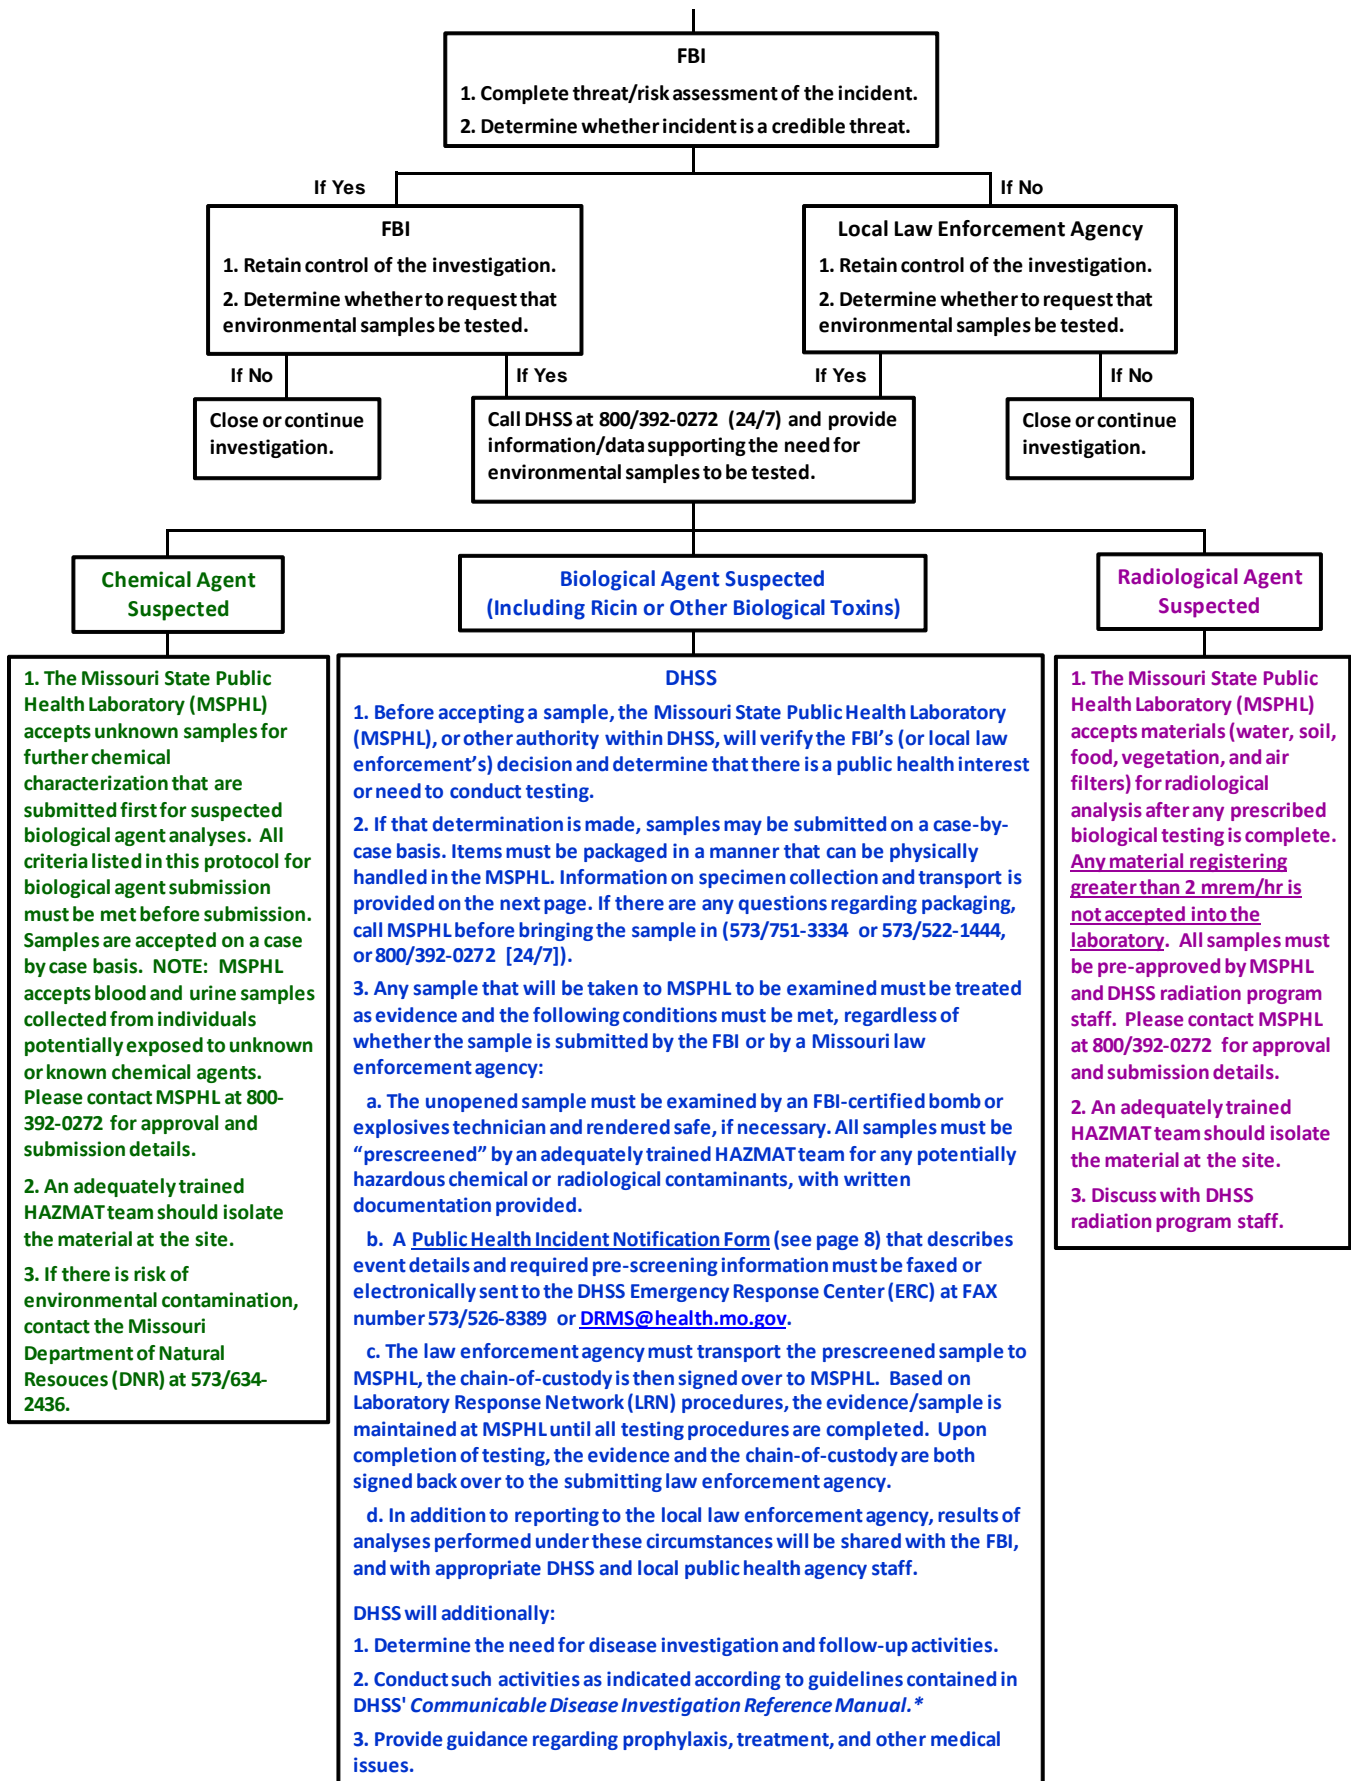 FBI
1. Complete threat/risk assessment of the incident.
2. Determine whether incident is a credible threat.
If Yes
If No
FBI
1. Retain control of the investigation.
2. Determine whether to request that
environmental samples be tested.
Local Law Enforcement Agency
1. Retain control of the investigation.
2. Determine whether to request that
environmental samples be tested.
If No
If Yes
If Yes
If No
Close or continue
investigation.
Call DHSS at 800/392-0272 (24/7) and provide
information/data supporting the need for
environmental samples to be tested.
Close or continue
investigation.
Chemical Agent
Suspected
Biological Agent Suspected
(Including Ricin or Other Biological Toxins)
Radiological Agent
Suspected
1. The Missouri State Public
Health Laboratory (MSPHL)
accepts unknown samples for
further chemical
characterization that are
submitted first for suspected
biological agent analyses. All
criteria listed in this protocol for
biological agent submission
must be met before submission.
Samples are accepted on a case
by case basis. NOTE: MSPHL
accepts blood and urine samples
collected from individuals
potentially exposed to unknown
or known chemical agents.
Please contact MSPHL at 800-
392-0272 for approval and
submission details.
2. An adequately trained
HAZMAT team should isolate
the material at the site.
3. If there is risk of
environmental contamination,
contact the Missouri
Department of Natural
Resouces (DNR) at 573/634-
2436.
DHSS
1. Before accepting a sample, the Missouri State Public Health Laboratory
(MSPHL), or other authority within DHSS, will verify the FBI's (or local law
enforcement's) decision and determine that there is a public health interest
or need to conduct testing.
2. If that determination is made, samples may be submitted on a case-by-
case basis. Items must be packaged in a manner that can be physically
handled in the MSPHL. Information on specimen collection and transport is
provided on the next page. If there are any questions regarding packaging,
call MSPHL before bringing the sample in (573/751-3334 or 573/522-1444,
or 800/392-0272 [24/7]).
3. Any sample that will be taken to MSPHL to be examined must be treated
as evidence and the following conditions must be met, regardless of
whether the sample is submitted by the FBI or by a Missouri law
enforcement agency:
a. The unopened sample must be examined by an FBI-certified bomb or
explosives technician and rendered safe, if necessary. All samples must be
“prescreened” by an adequately trained HAZMAT team for any potentially
hazardous chemical or radiological contaminants, with written
documentation provided.
b. A Public Health Incident Notification Form (see page 8) that describes
event details and required pre-screening information must be faxed or
electronically sent to the DHSS Emergency Response Center (ERC) at FAX
number 573/526-8389 or DRMS@health.mo.gov.
c. The law enforcement agency must transport the prescreened sample to
MSPHL, the chain-of-custody is then signed over to MSPHL. Based on
Laboratory Response Network (LRN) procedures, the evidence/sample is
maintained at MSPHL until all testing procedures are completed. Upon
completion of testing, the evidence and the chain-of-custody are both
signed back over to the submitting law enforcement agency.
d. In addition to reporting to the local law enforcement agency, results of
analyses performed under these circumstances will be shared with the FBI,
and with appropriate DHSS and local public health agency staff.
DHSS will additionally:
1. Determine the need for disease investigation and follow-up activities.
2. Conduct such activities as indicated according to guidelines contained in
DHSS' Communicable Disease Investigation Reference Manual.*
3. Provide guidance regarding prophylaxis, treatment, and other medical
issues.
1. The Missouri State Public
Health Laboratory (MSPHL)
accepts materials (water, soil,
food, vegetation, and air
filters) for radiological
analysis after any prescribed
biological testing is complete.
Any material registering
greater than 2 mrem/hr is
not accepted into the
laboratory. All samples must
be pre-approved by MSPHL
and DHSS radiation program
staff. Please contact MSPHL
at 800/392-0272 for approval
and submission details.
2. An adequately trained
HAZMAT team should isolate
the material at the site.
3. Discuss with DHSS
radiation program staff.